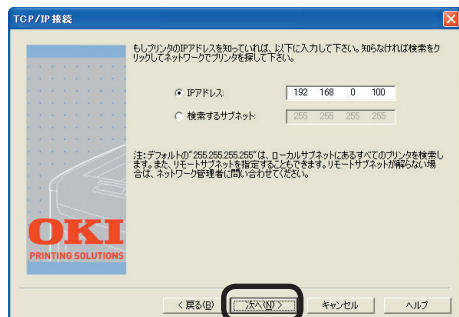 TCP/IP接続
もしプリンタのIPアドレスを知っていれば、以下に入力して下さい。知らなければ検索をク
リックしてネットワークでプリンタを探して下さい。
IPアドレス: 192 168 0 100
検索するサブネット: 255 255 255 255
注：デフォルトの"255.255.255.255"は、ローカルサブネットにあるすべてのプリンタを検索し
ます。また、リモートサブネットを指定することもできます。リモートサブネットが解らない場
合は、ネットワーク管理者に問い合わせてください。
OKI
PRINTING SOLUTIONS
< 戻る(B) 次へ(N) > キャンセル ヘルプ